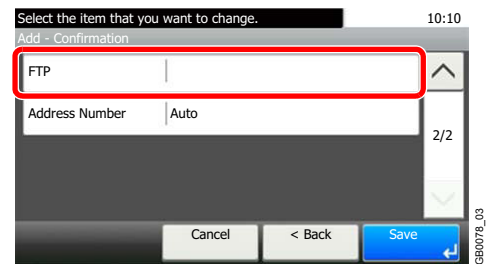 Select the item that you want to change. 10:10
Add - Confirmation
FTP
Address Number Auto
2/2
Cancel < Back Save
GB0078_03